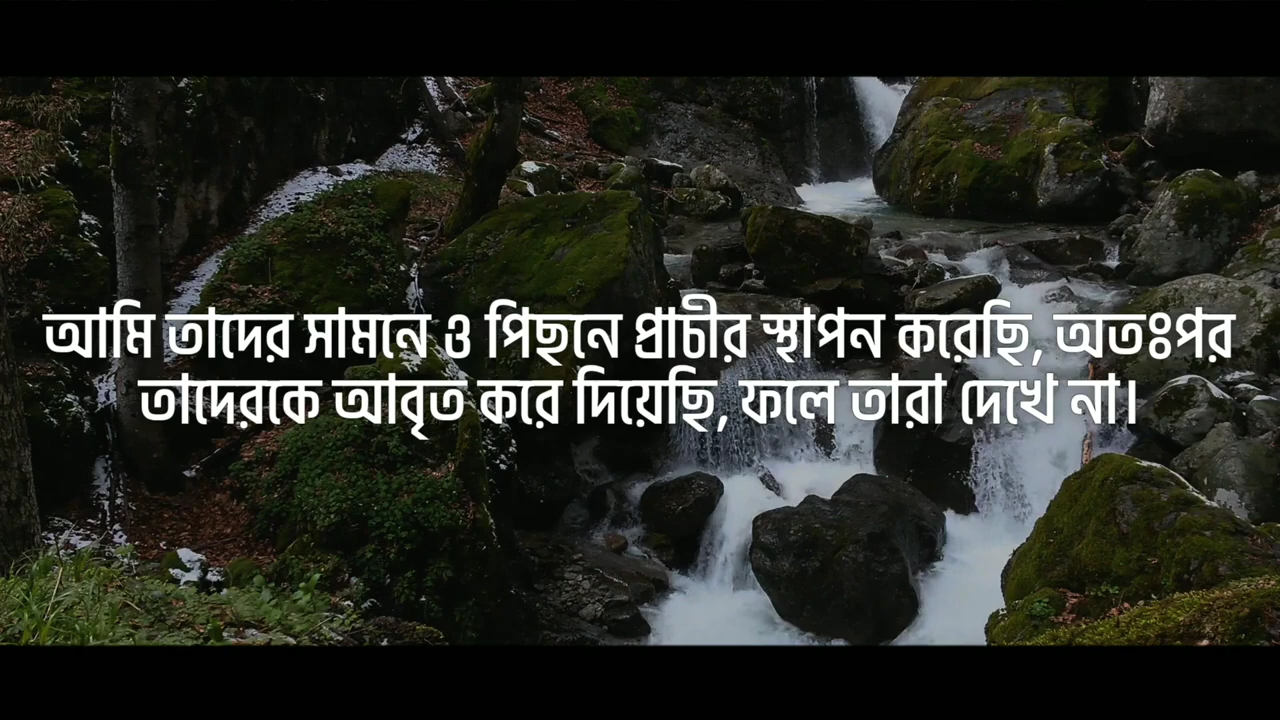 আমি তাদের সামনে ও পিছনে প্রাচীর স্থাপন করেছি, অতঃপর
তাদেরকে আবৃত করে দিয়েছি, ফলে তারা দেখে না।